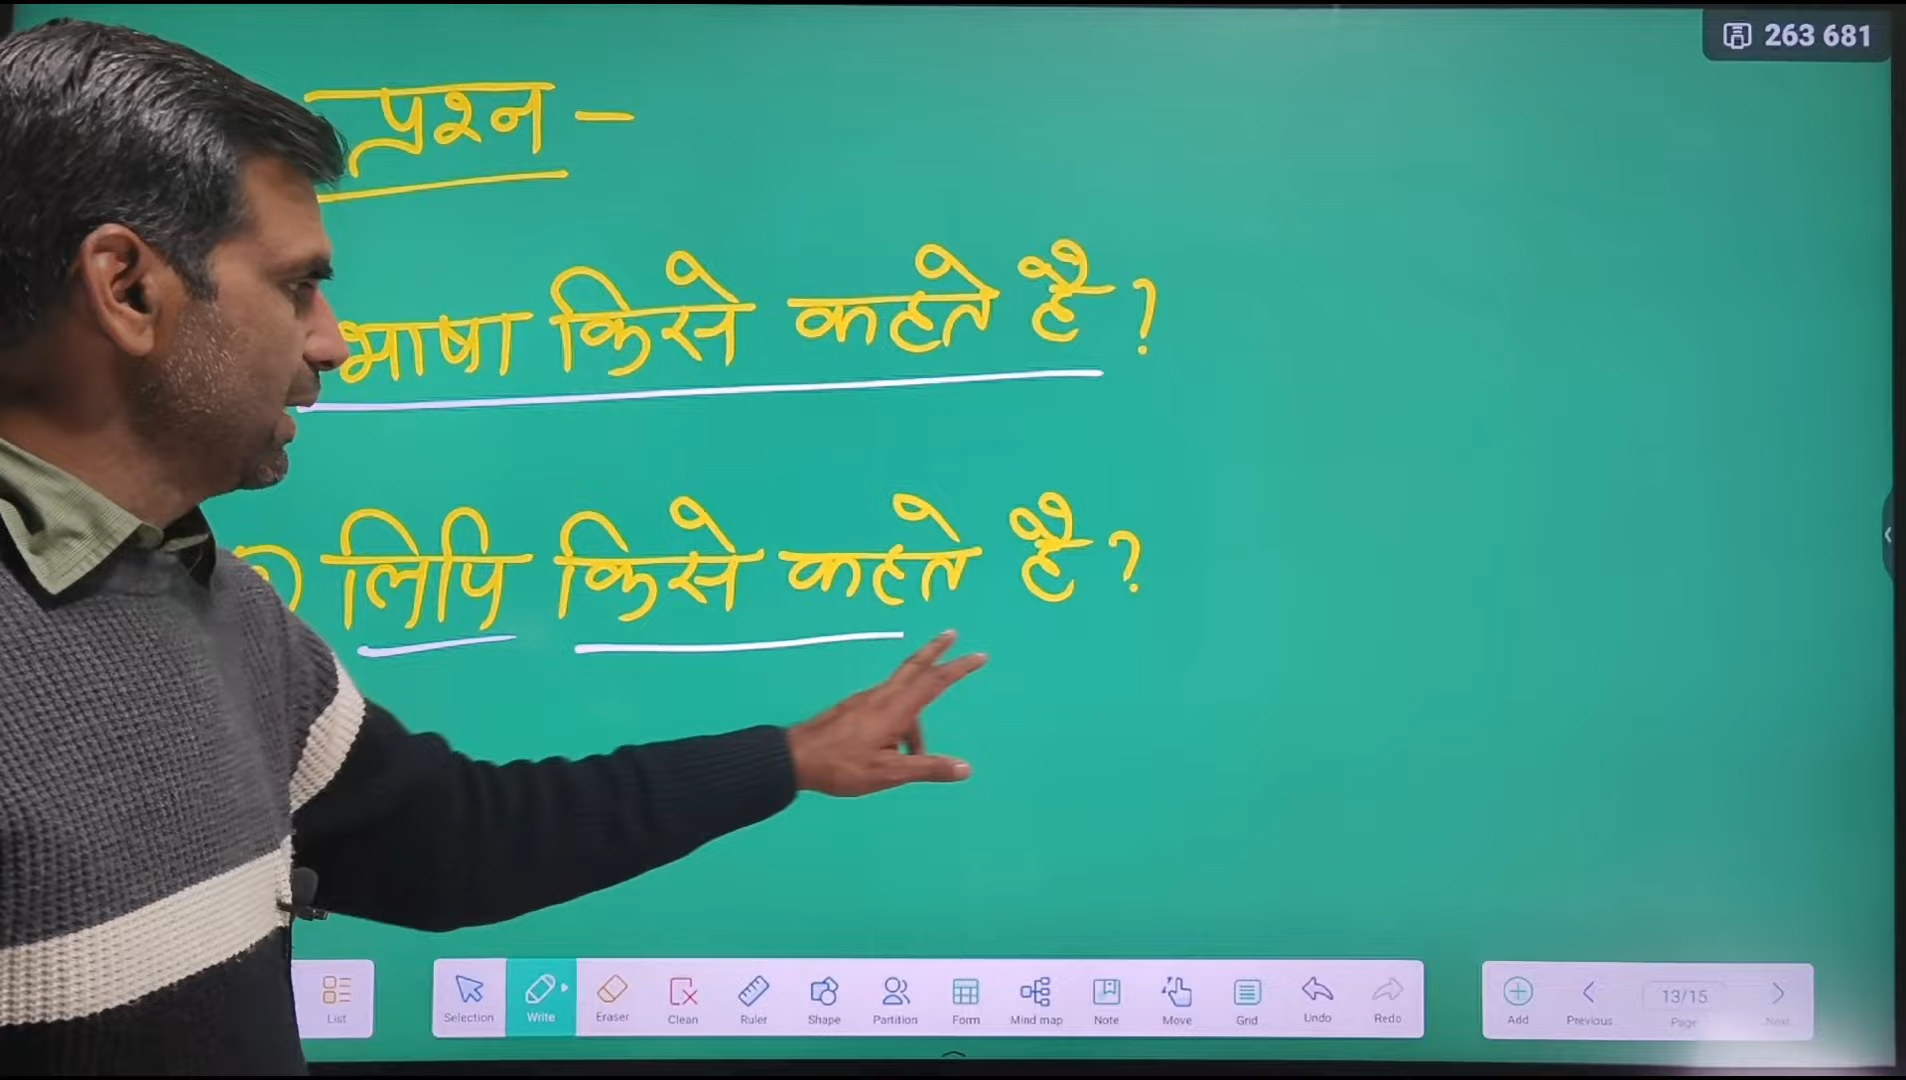 263 681
प्रश्न –
भाषा किसे कहते है ?
लिपि किसे कहते है ?
List
Selection Write Eraser Clean Ruler Shape Partition Form Mind map Note Move Grid Undo Redo
Add Previous 13/15 Page Next